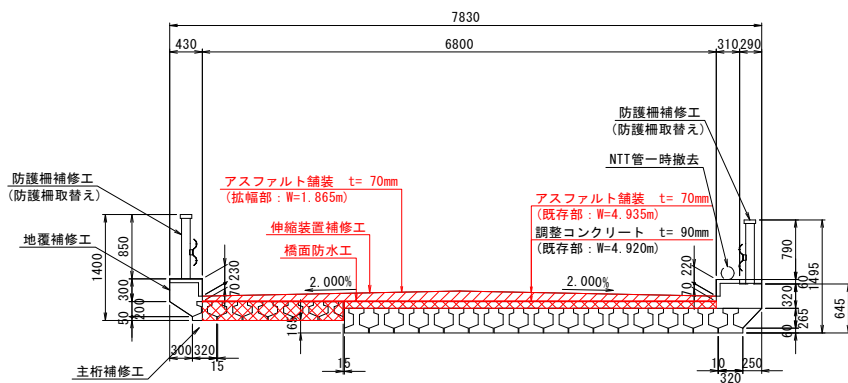 7830
430
6800
310
290
防護柵補修工
(防護柵取替え)
NTT管一時撤去
防護柵補修工
(防護柵取替え)
地覆補修工
アスファルト舗装 t= 70mm
(拡幅部：W=1.865m)
伸縮装置補修工
橋面防水工
アスファルト舗装 t= 70mm
(既存部：W=4.935m)
調整コンクリート t= 90mm
(既存部：W=4.920m)
1400
850
300
200
50
230
70
2.000%
2.000%
220
70
790
60
1495
320
645
265
60
165
300
320
15
15
10
250
320
主桁補修工